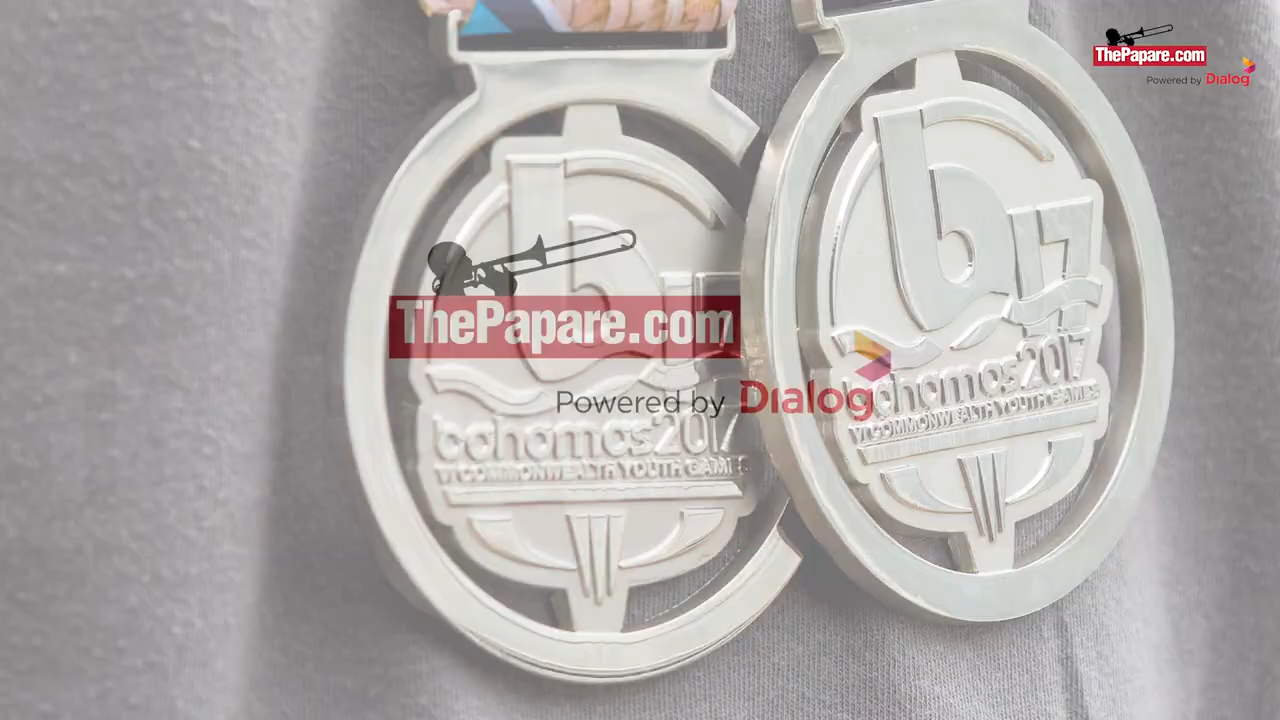 ThePapare.com
Powered by Dialog
ThePapare.com
Powered by Dialog
b17
bahamas2017
VI COMMONWEALTH YOUTH GAMES
b17
bahamas2017
VI COMMONWEALTH YOUTH GAMES